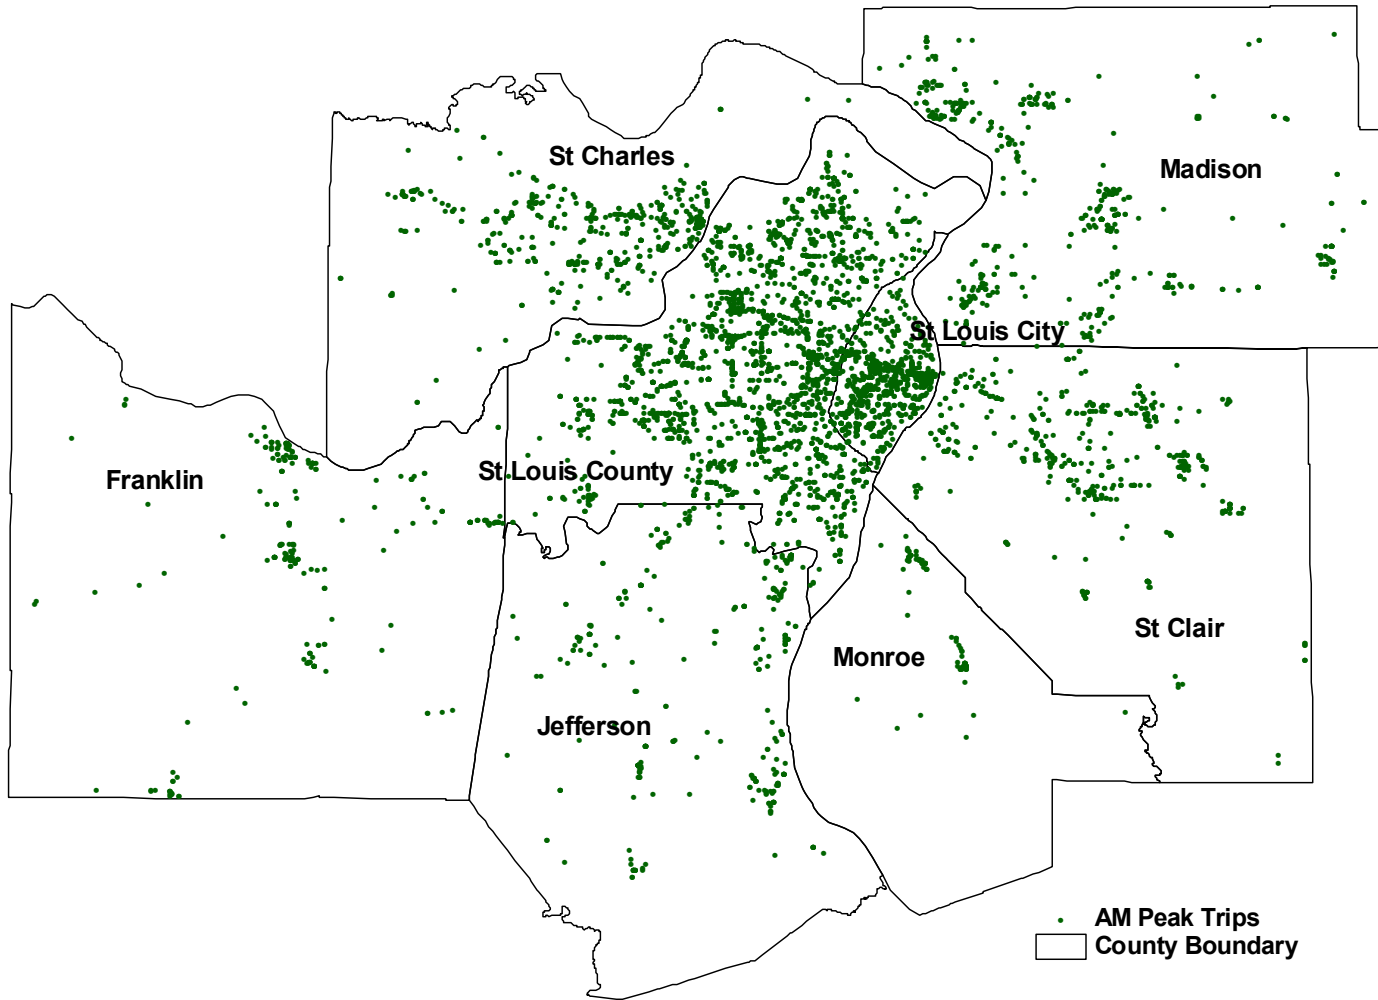 St Charles
Madison
St Louis City
St Louis County
Franklin
St Clair
Monroe
Jefferson
AM Peak Trips
County Boundary